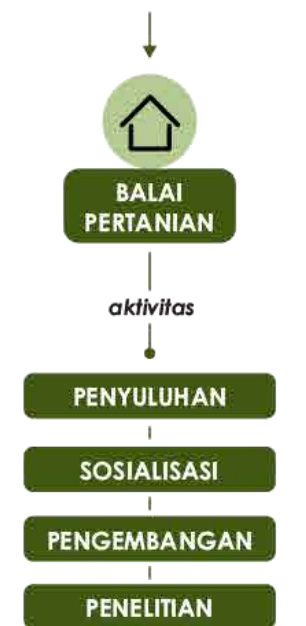 BALAI
PERTANIAN
aktivitas
PENYULUHAN
SOSIALISASI
PENGEMBANGAN
PENELITIAN